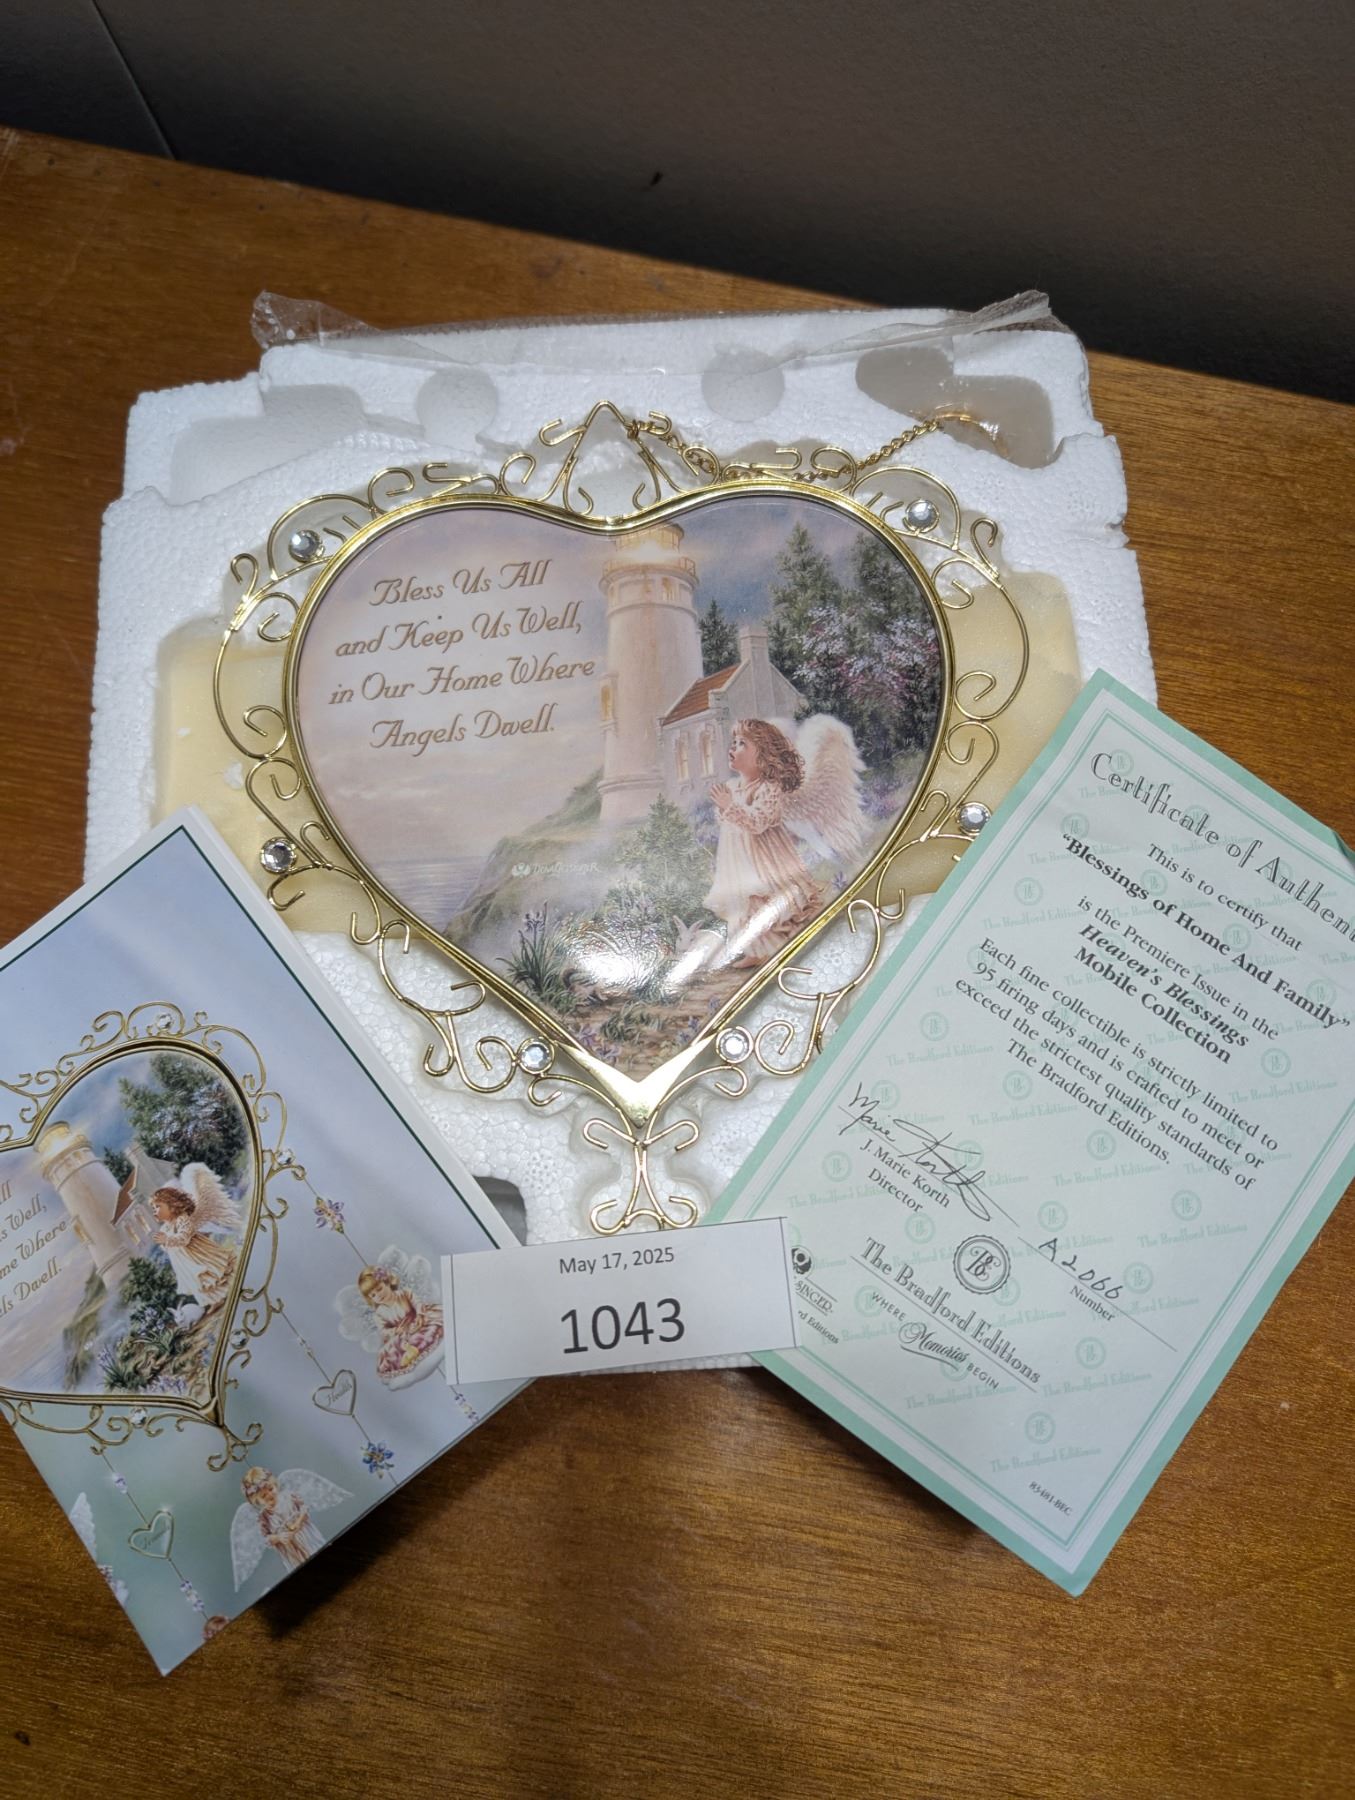 Bless Us All
and Keep Us Well,
in Our Home Where
Angels Dwell.
Certificate of
This is to certify that
"Blessings of Home And Family"
is the Premiere Issue in the
Heaven's Blessings
Mobile Collection
Each fine collectible is strictly limited to
95 firing days and is crafted to meet or
exceed the strictest quality standards of
The Bradford Editions.
J. Marie Korth
Director
A2066
Number
The Bradford Editions
WHERE Memories BEGIN
83481-BEC
May 17, 2025
1043
Well,
me Where
Dwell.
Health